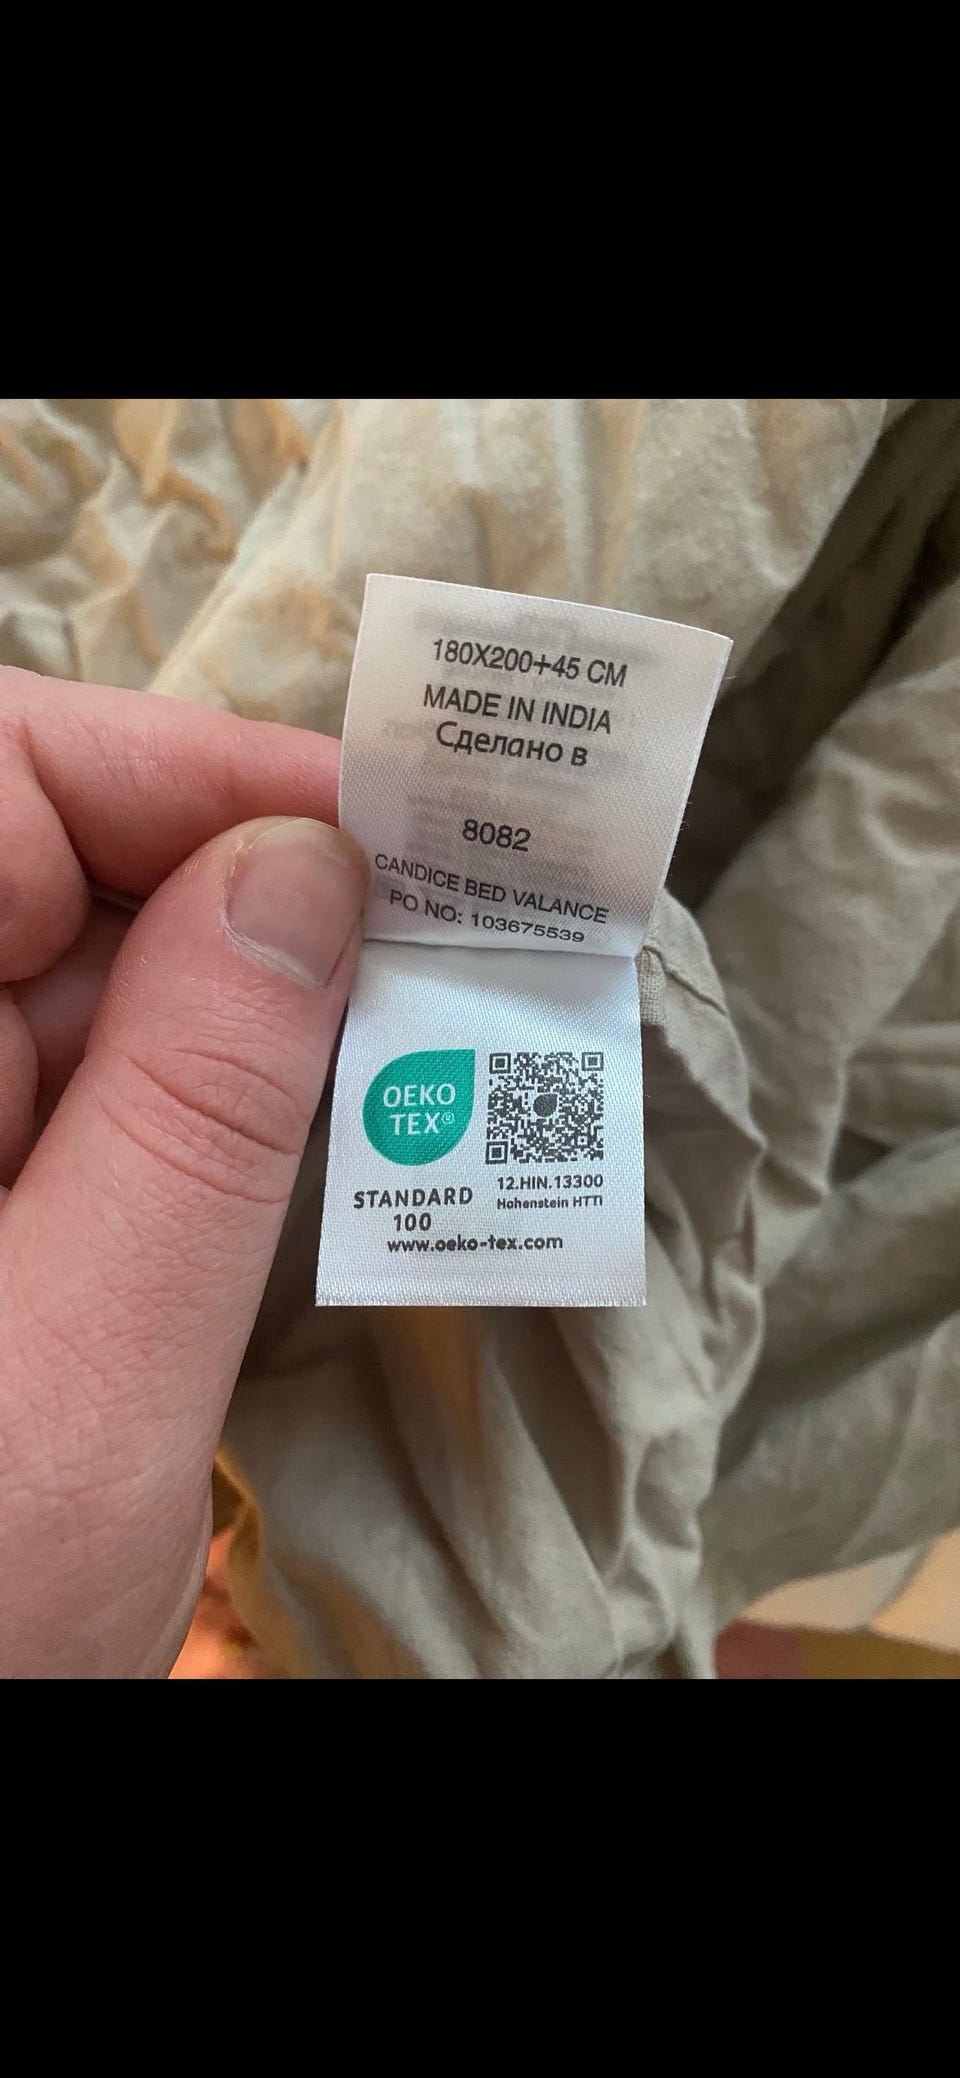 180X200+45 CM
MADE IN INDIA
Сделано в
8082
CANDICE BED VALANCE
PO NO: 103675539
OEKO
TEX®
STANDARD
100
12.HIN.13300
Hohenstein HTTI
www.oeko-tex.com